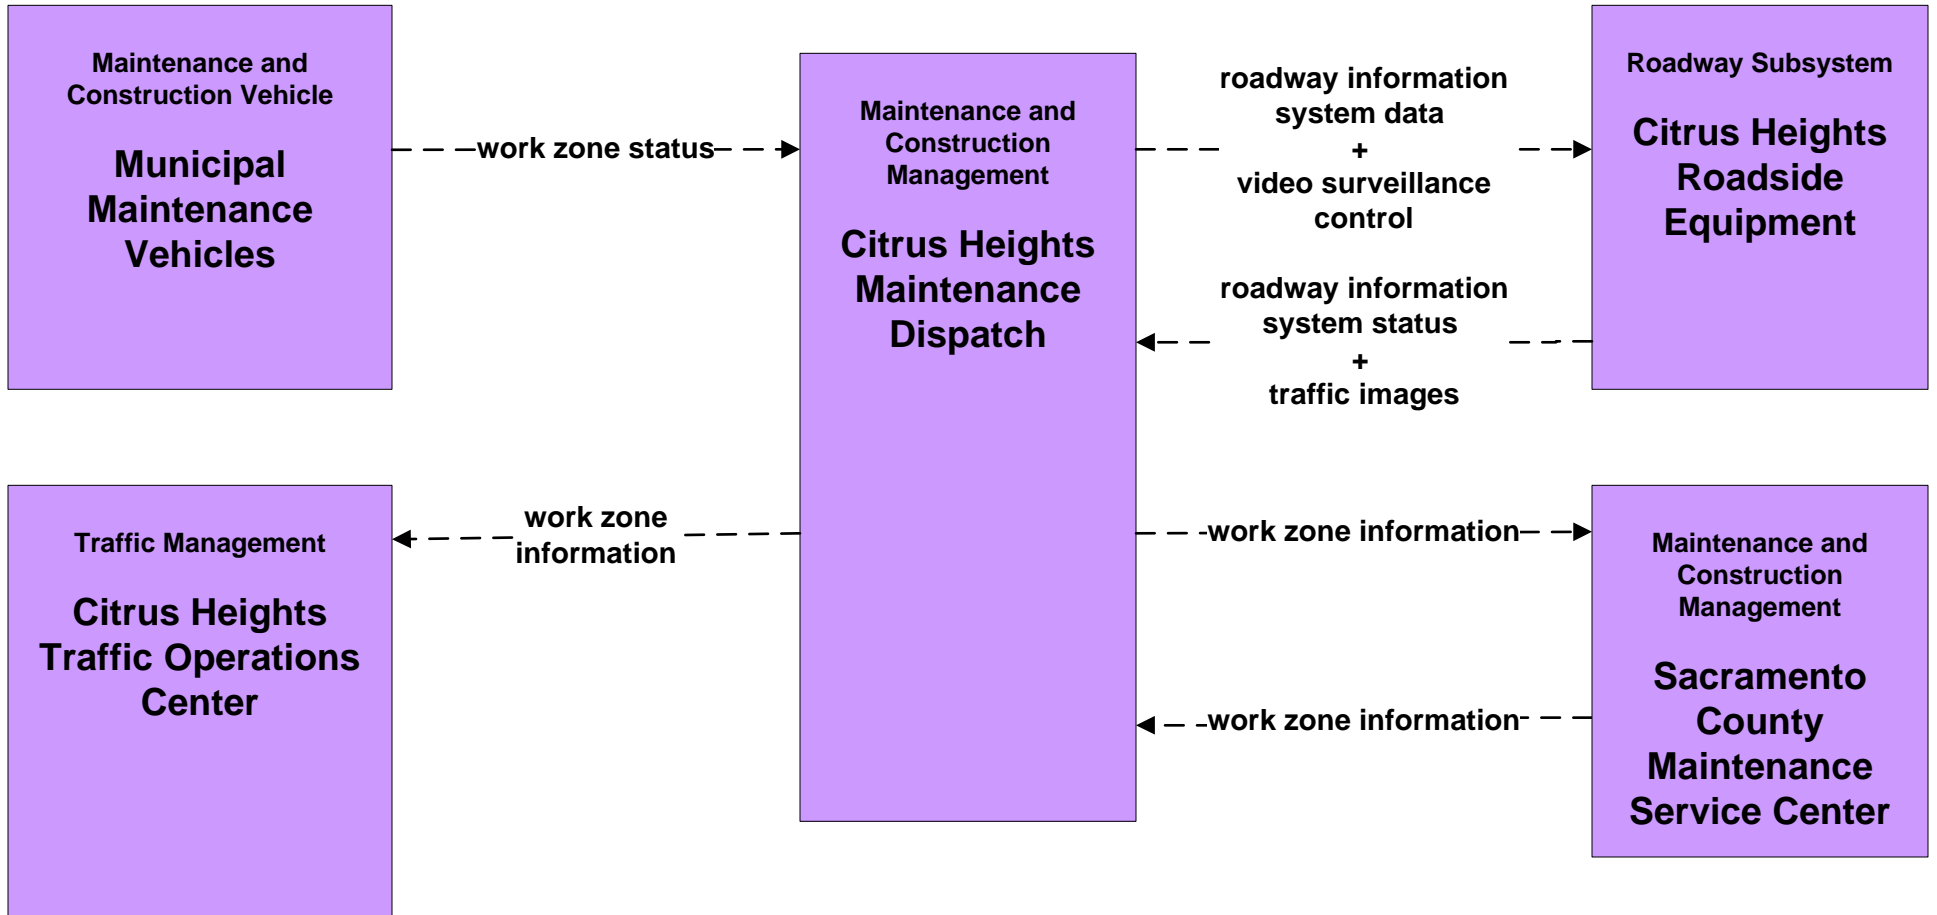 Maintenance and
Construction Vehicle
Municipal
Maintenance
Vehicles
work zone status
Maintenance and
Construction
Management
Citrus Heights
Maintenance
Dispatch
roadway information
system data
+
video surveillance
control
roadway information
system status
+
traffic images
Roadway Subsystem
Citrus Heights
Roadside
Equipment
Traffic Management
Citrus Heights
Traffic Operations
Center
work zone
information
work zone information
work zone information
Maintenance and
Construction
Management
Sacramento
County
Maintenance
Service Center